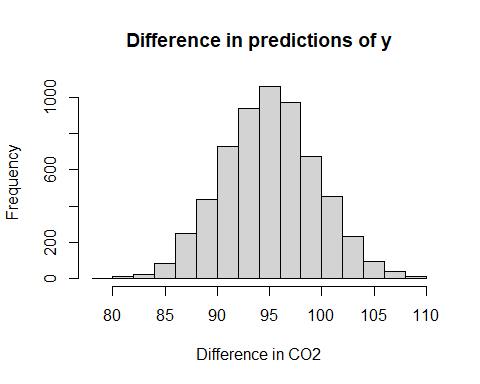 Difference in predictions of y
Frequency
1000
600
200
0
80 85 90 95 100 105 110
Difference in CO2